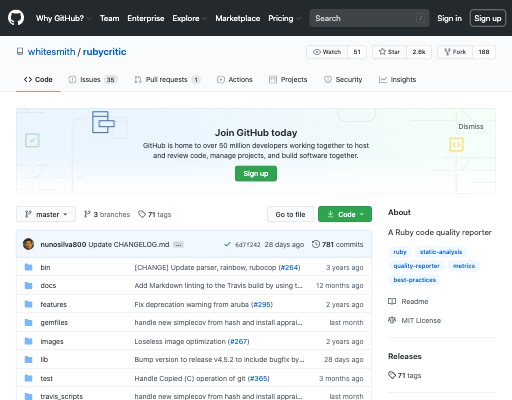 Why GitHub? Team Enterprise Explore Marketplace Pricing Search / Sign in Sign up
whitesmith / rubycritic Watch 51 Star 2.6k Fork 188
Code Issues 35 Pull requests 1 Actions Projects Security Insights
Join GitHub today
Dismiss
GitHub is home to over 50 million developers working together to host
and review code, manage projects, and build software together.
Sign up
master 3 branches 71 tags Go to file Code
About
A Ruby code quality reporter
ruby static-analysis
quality-reporter metrics
best-practices
Readme
MIT License
Releases
71 tags
nunosilva800 Update CHANGELOG.md ... 6d7f242 28 days ago 781 commits
bin [CHANGE] Update parser, rainbow, rubocop (#264) 3 years ago
docs Add Markdown linting to the Travis build by using t... 12 months ago
features Fix deprecation warning from aruba (#295) 2 years ago
gemfiles handle new simplecov from hash and install apprai... last month
images Loseless image optimization (#267) 2 years ago
lib Bump version to release v4.5.2 to include bugfix by... 28 days ago
test Handle Copied (C) operation of git (#365) 3 months ago
travis_scripts handle new simplecov from hash and install apprai... last month